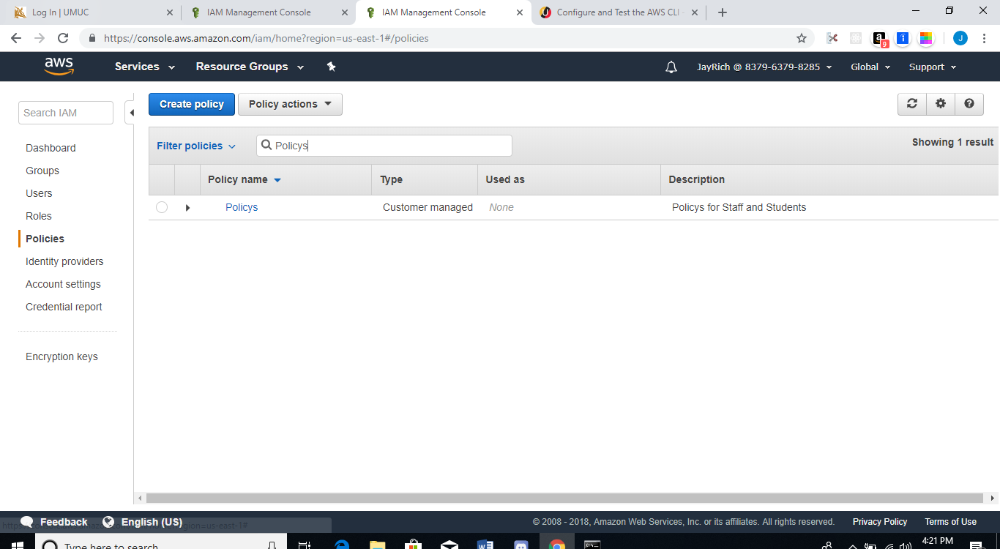 Log In | UMUC
IAM Management Console
IAM Management Console
Configure and Test the AWS CLI
https://console.aws.amazon.com/iam/home?region=us-east-1#/policies
a
9
i
J
aws
Services
Resource Groups
JayRich @ 8379-6379-8285
Global
Support
Search IAM
Create policy
Policy actions
?
Dashboard
Groups
Users
Roles
Policies
Identity providers
Account settings
Credential report
Encryption keys
Filter policies
Policys
Showing 1 result
Policy name
Type
Used as
Description
Policys
Customer managed
None
Policys for Staff and Students
Feedback
English (US)
© 2008 - 2018, Amazon Web Services, Inc. or its affiliates. All rights reserved.
Privacy Policy
Terms of Use
Type here to search
4:21 PM